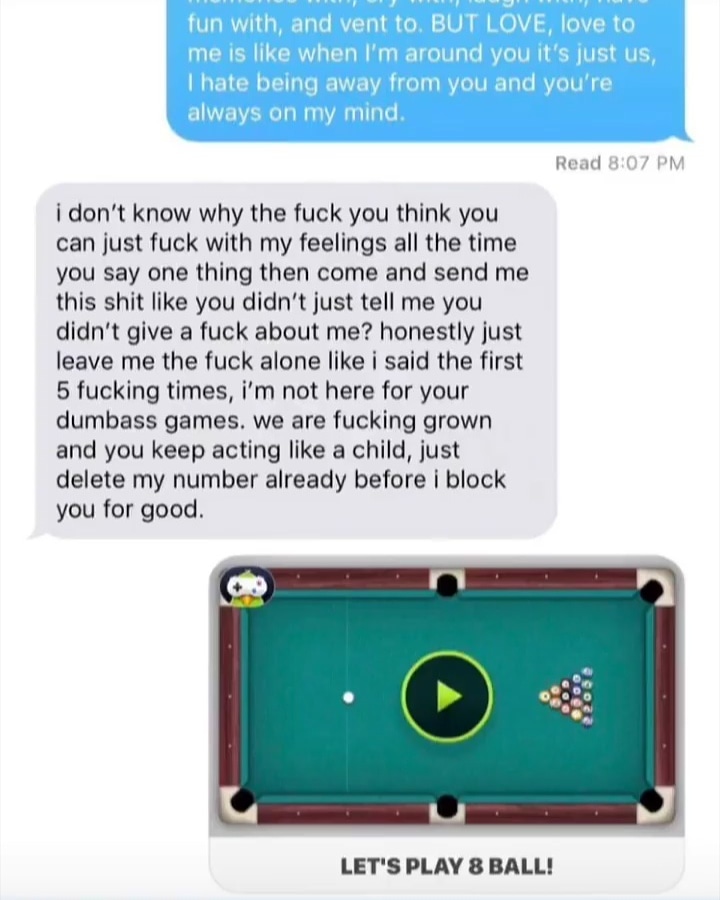 fun with, and vent to. BUT LOVE, love to
me is like when I'm around you it's just us,
I hate being away from you and you're
always on my mind.
Read 8:07 PM
i don't know why the fuck you think you
can just fuck with my feelings all the time
you say one thing then come and send me
this shit like you didn't just tell me you
didn't give a fuck about me? honestly just
leave me the fuck alone like i said the first
5 fucking times, i'm not here for your
dumbass games. we are fucking grown
and you keep acting like a child, just
delete my number already before i block
you for good.
LET'S PLAY 8 BALL!